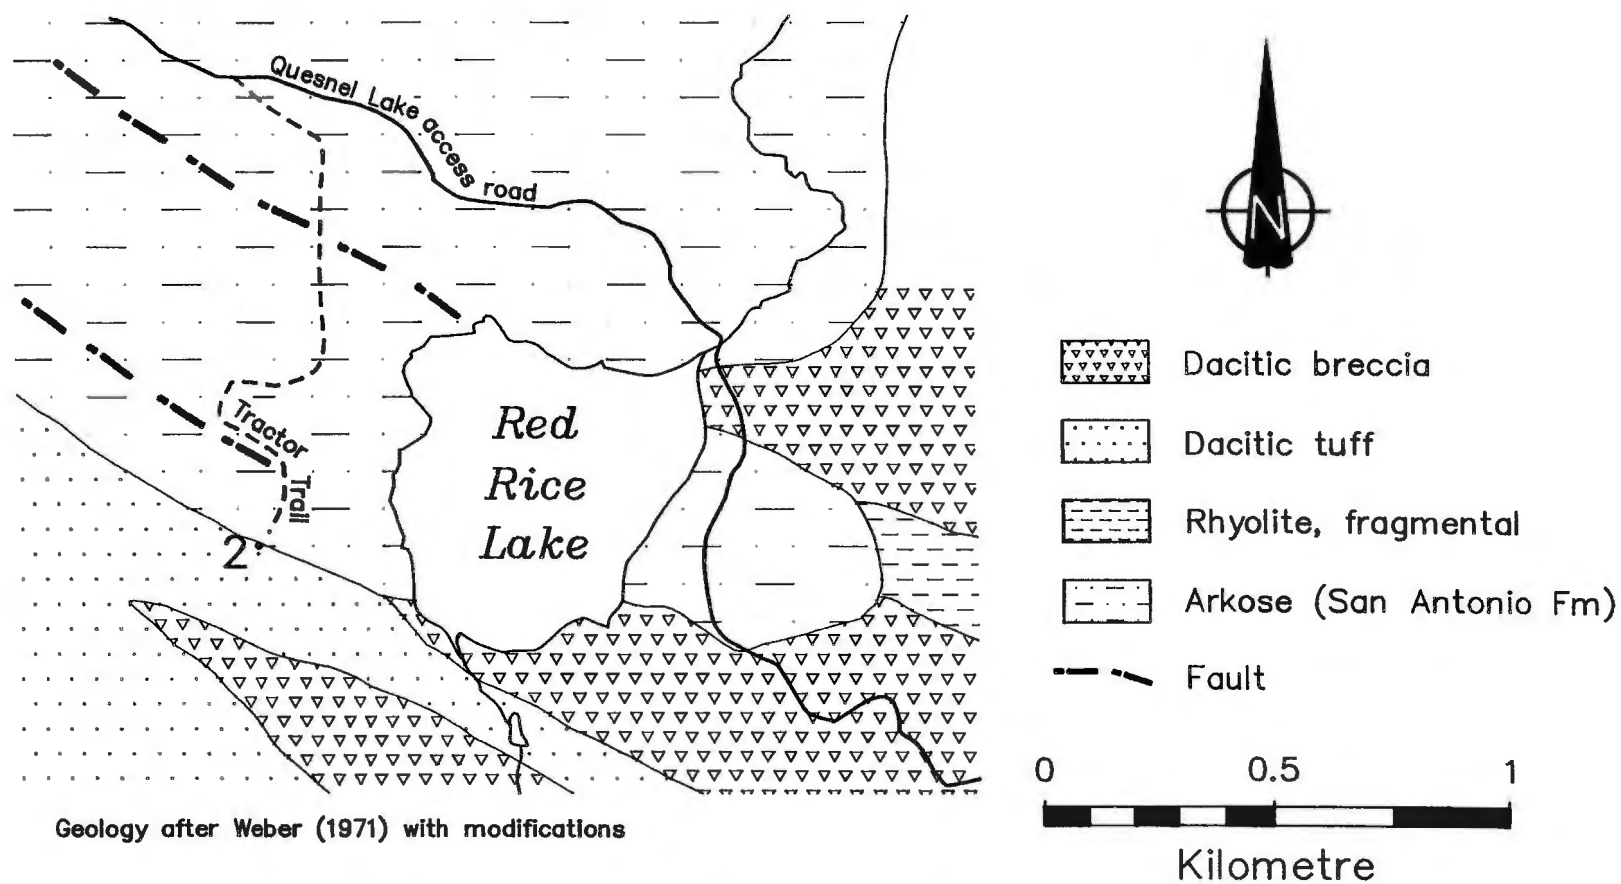 Quesnel Lake access road
N
Red
Rice
Lake
Tractor
Trail
2
Dacitic breccia
Dacitic tuff
Rhyolite, fragmental
Arkose (San Antonio Fm)
Fault
0 0.5 1
Kilometre
Geology after Weber (1971) with modifications